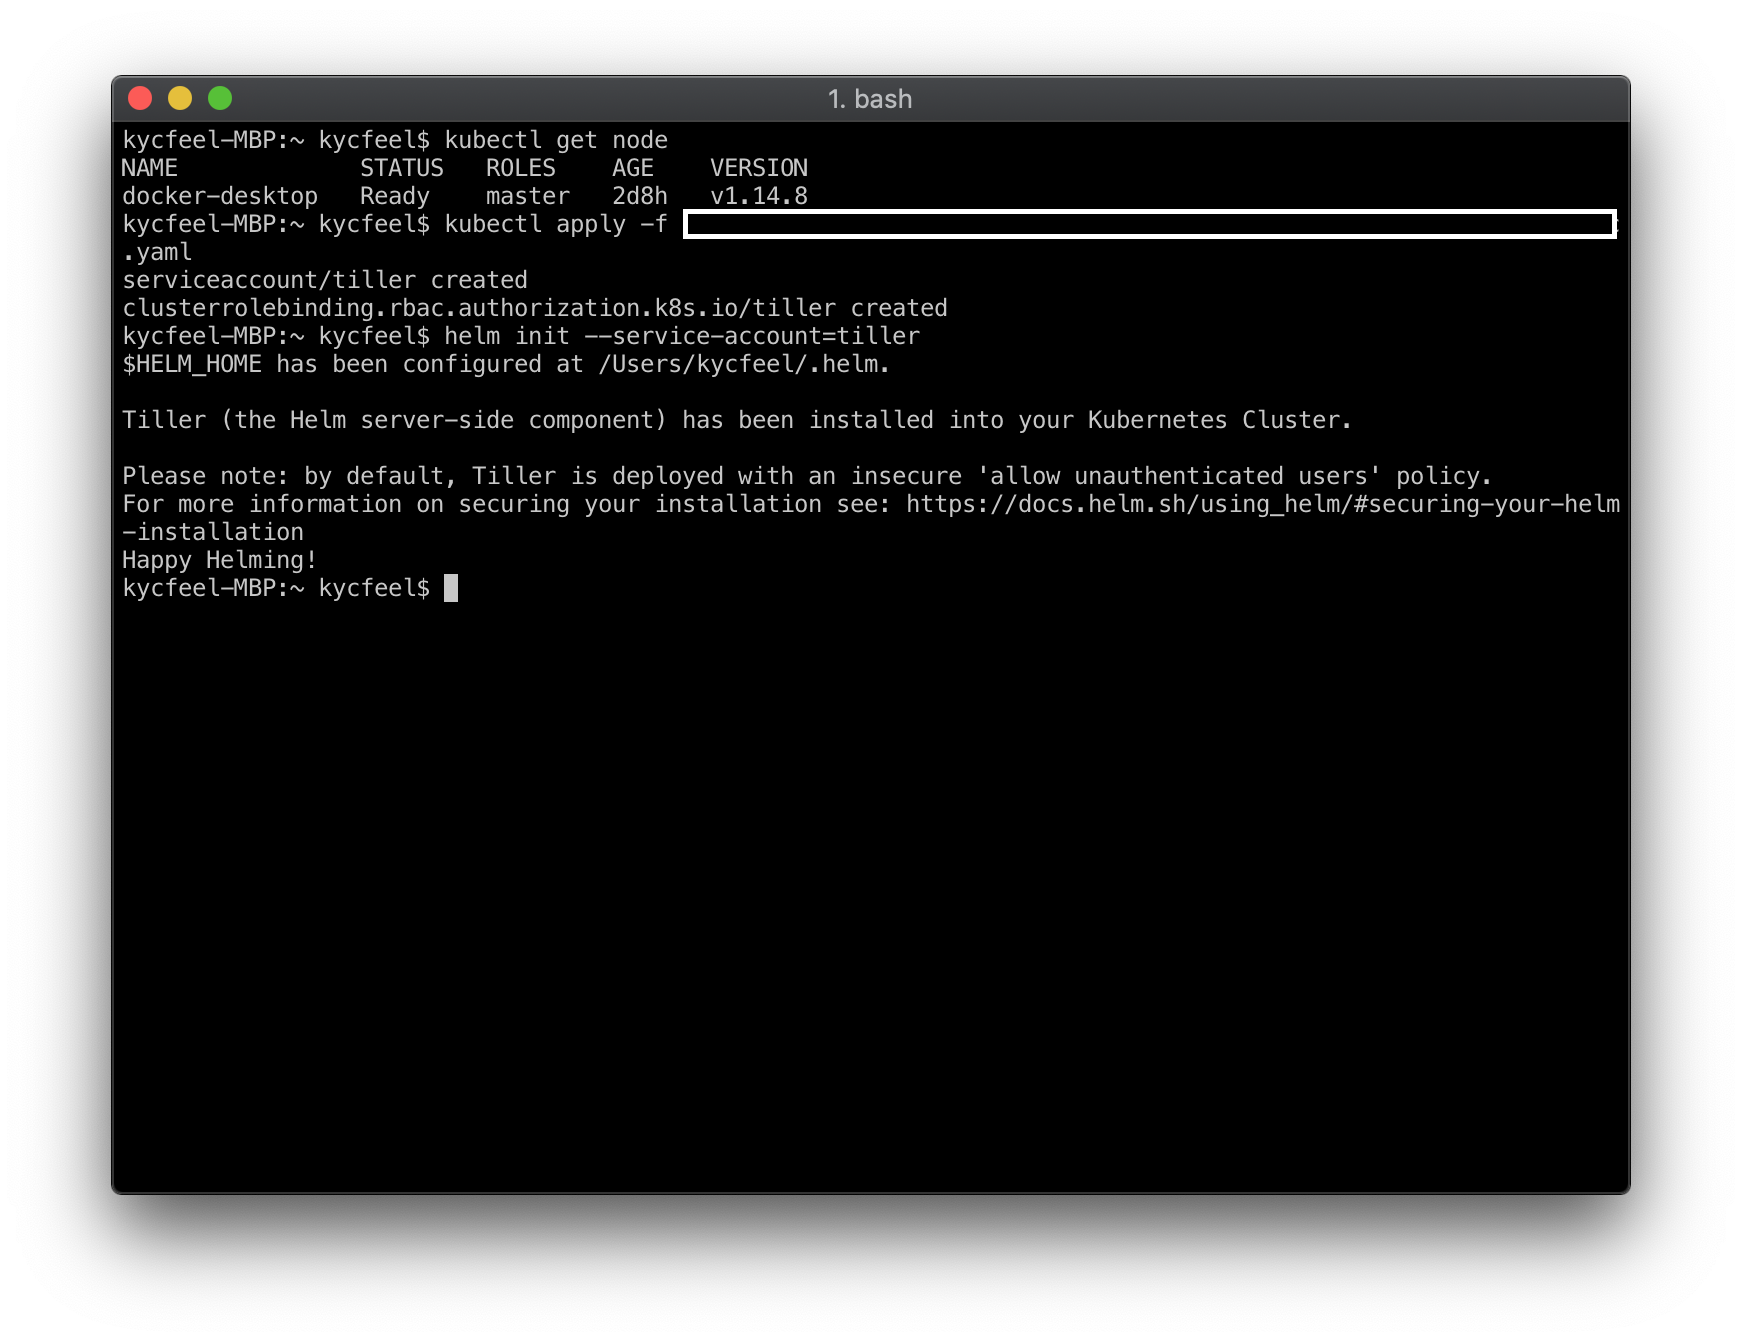 1. bash
kycfeel-MBP:~ kycfeel$ kubectl get node
NAME             STATUS   ROLES    AGE    VERSION
docker-desktop   Ready    master   2d8h   v1.14.8
kycfeel-MBP:~ kycfeel$ kubectl apply -f
.yaml
serviceaccount/tiller created
clusterrolebinding.rbac.authorization.k8s.io/tiller created
kycfeel-MBP:~ kycfeel$ helm init --service-account=tiller
$HELM_HOME has been configured at /Users/kycfeel/.helm.
Tiller (the Helm server-side component) has been installed into your Kubernetes Cluster.
Please note: by default, Tiller is deployed with an insecure 'allow unauthenticated users' policy.
For more information on securing your installation see: https://docs.helm.sh/using_helm/#securing-your-helm
-installation
Happy Helming!
kycfeel-MBP:~ kycfeel$